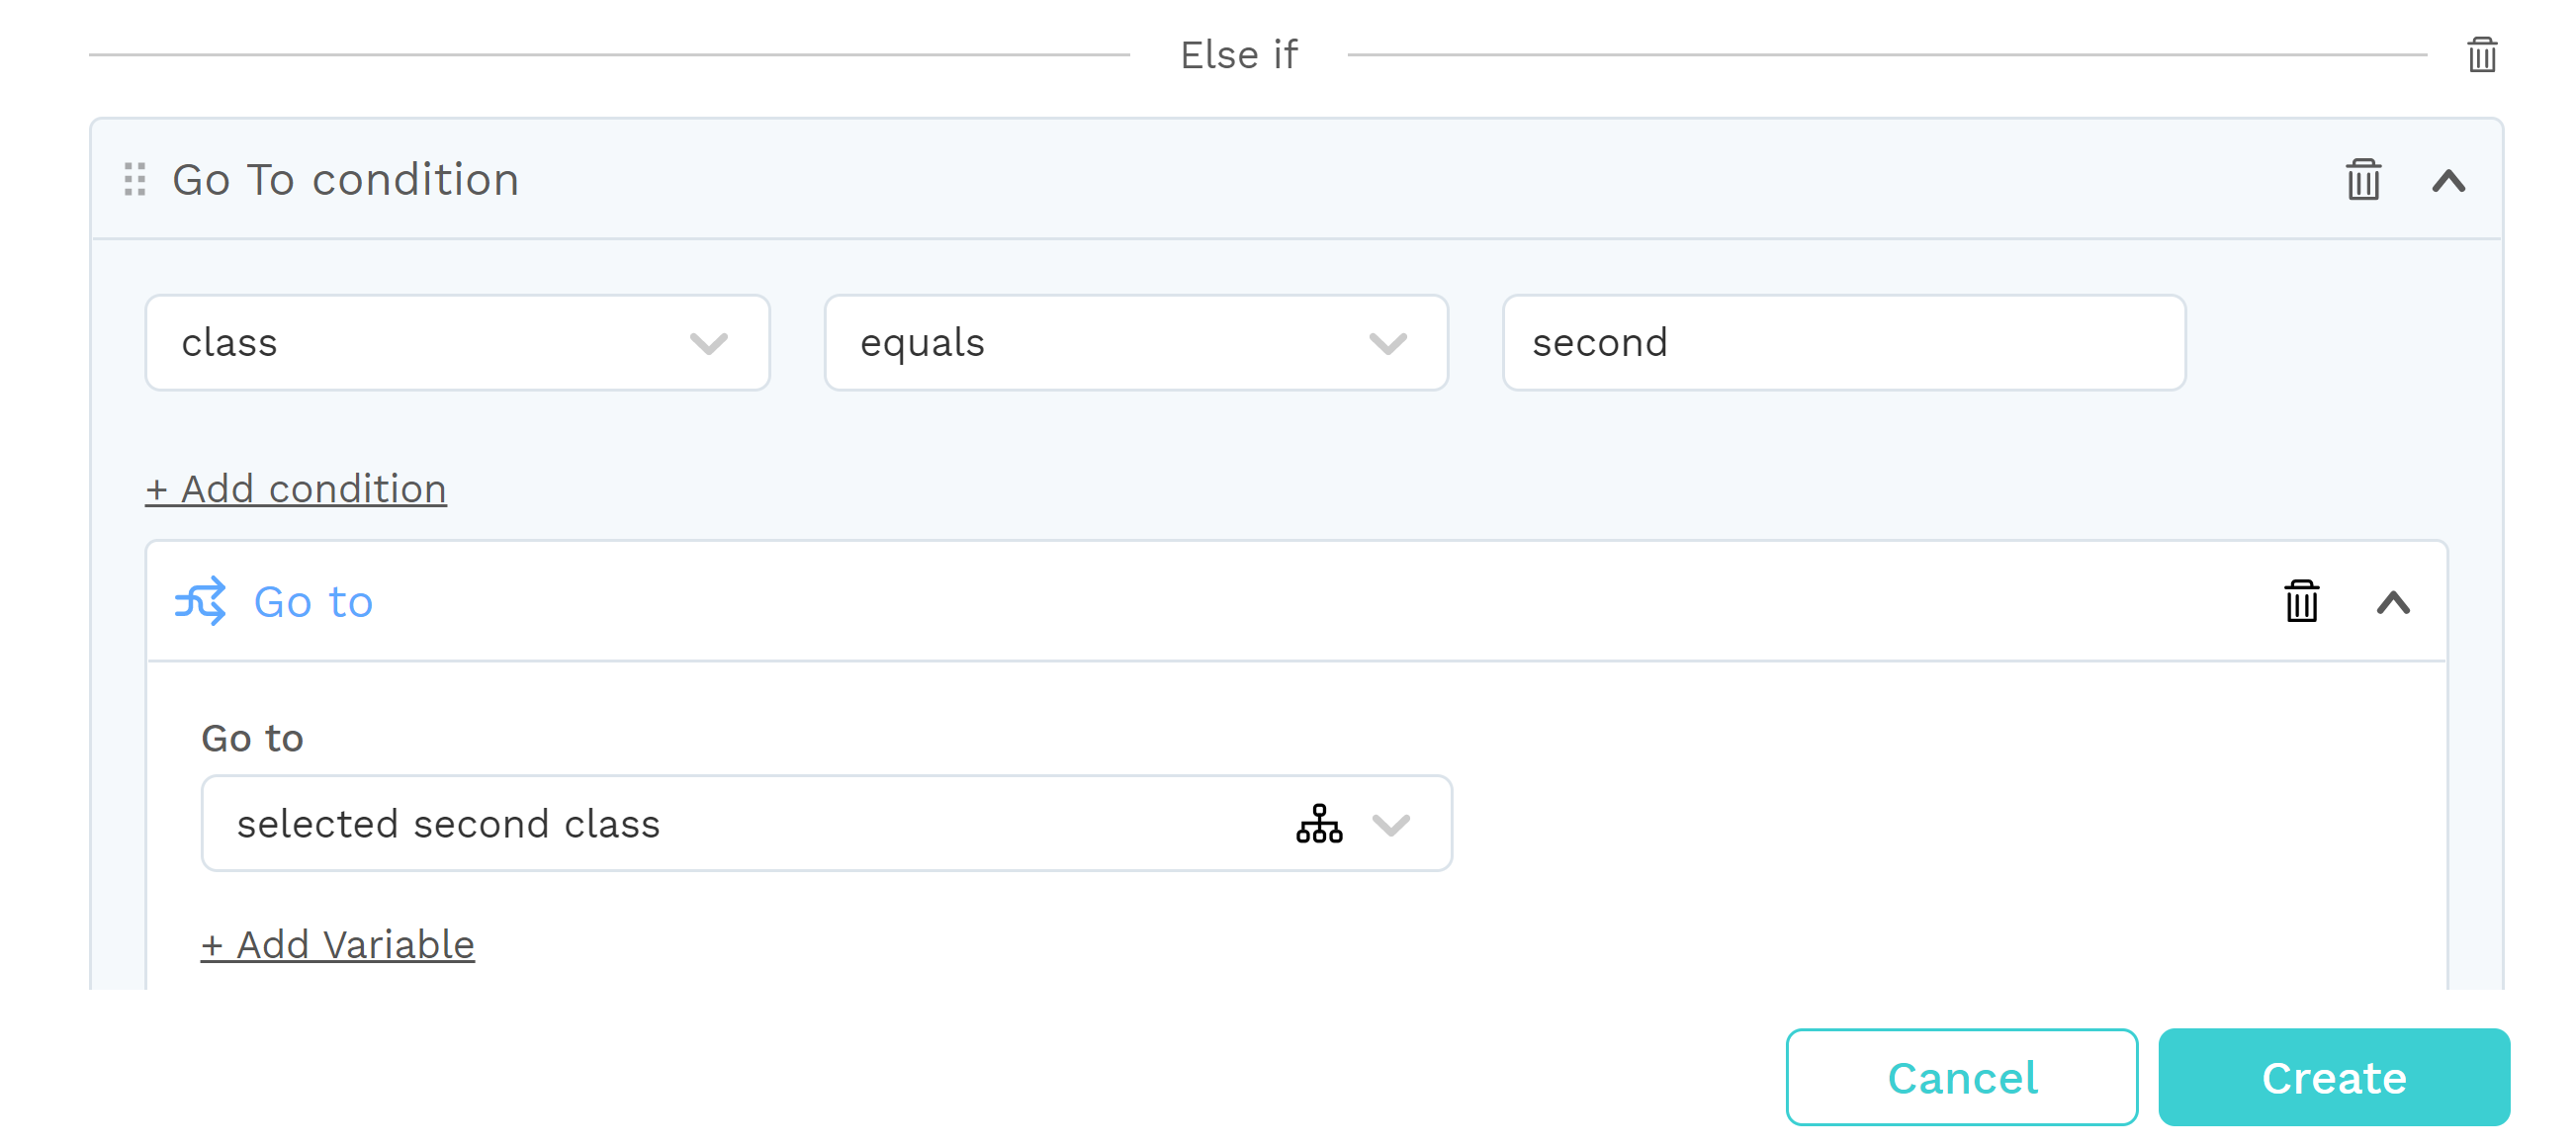 Else if
Go To condition
class
equals
second
+ Add condition
Go to
Go to
selected second class
+ Add Variable
Cancel
Create